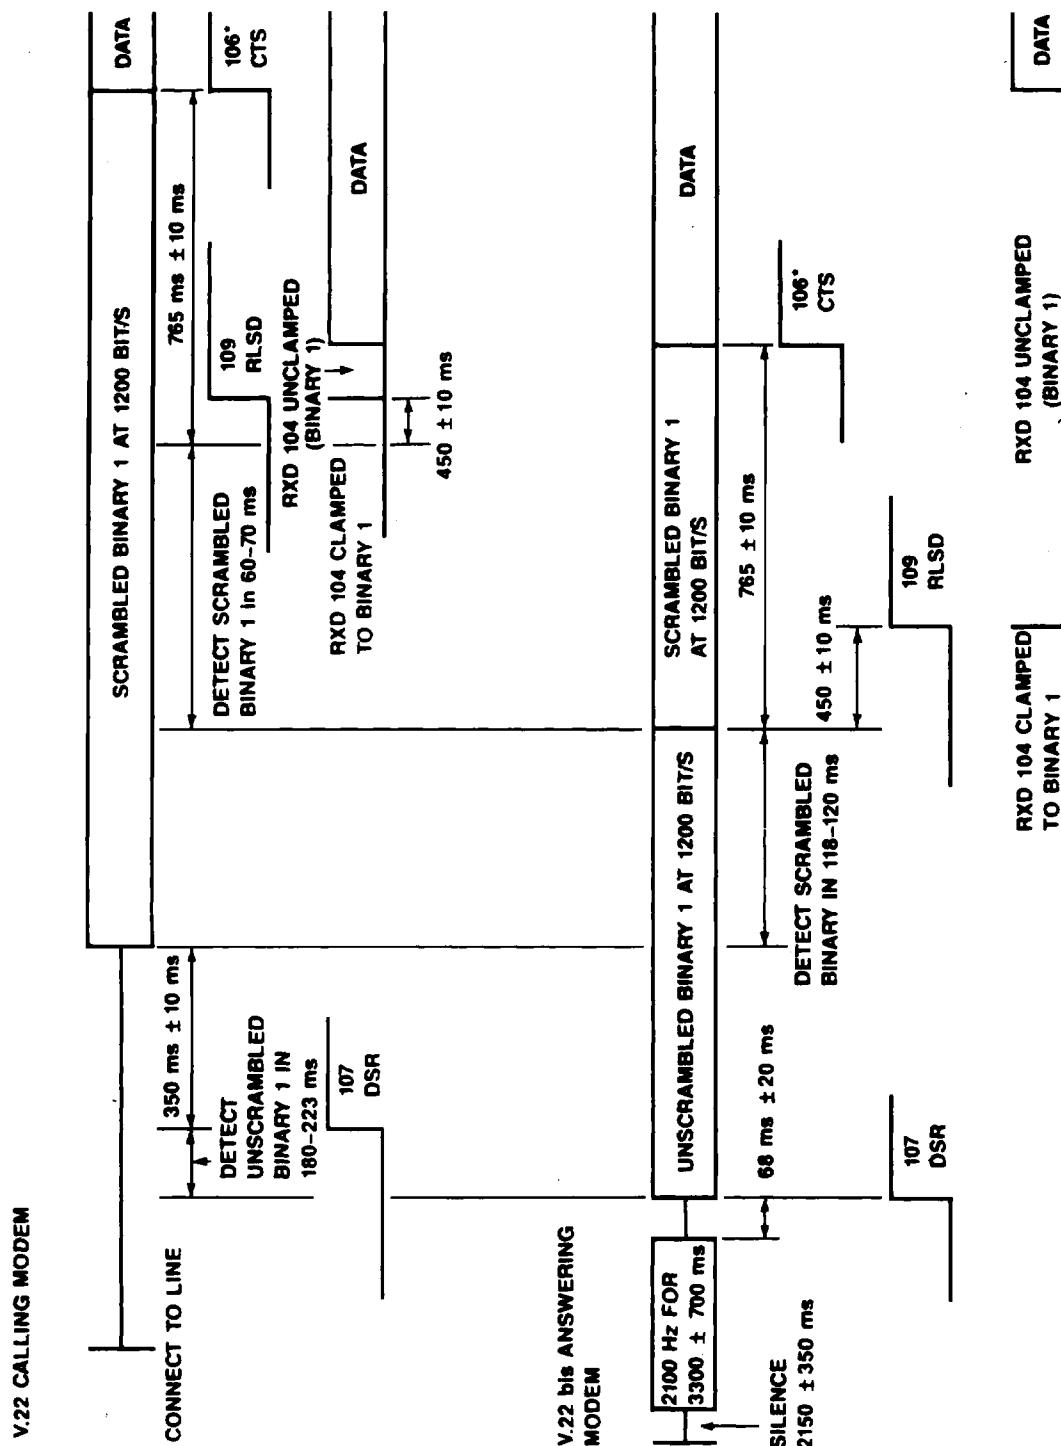 V.22 CALLING MODEM
CONNECT TO LINE
350 ms ± 10 ms
DETECT
UNSCRAMBLED
BINARY 1 IN
180-223 ms
107
DSR
SCRAMBLED BINARY 1 AT 1200 BIT/S
DATA
765 ms ± 10 ms
DETECT SCRAMBLED
BINARY 1 in 60-70 ms
109
RLSD
106*
CTS
RXD 104 UNCLAMPED
(BINARY 1)
RXD 104 CLAMPED
TO BINARY 1
DATA
450 ± 10 ms
V.22 bis ANSWERING
MODEM
2100 Hz FOR
3300 ± 700 ms
SILENCE
2150 ± 350 ms
UNSCRAMBLED BINARY 1 AT 1200 BIT/S
SCRAMBLED BINARY 1
AT 1200 BIT/S
DATA
68 ms ± 20 ms
DETECT SCRAMBLED
BINARY IN 118-120 ms
765 ± 10 ms
106*
CTS
450 ± 10 ms
107
DSR
109
RLSD
RXD 104 CLAMPED
TO BINARY 1
RXD 104 UNCLAMPED
(BINARY 1)
DATA